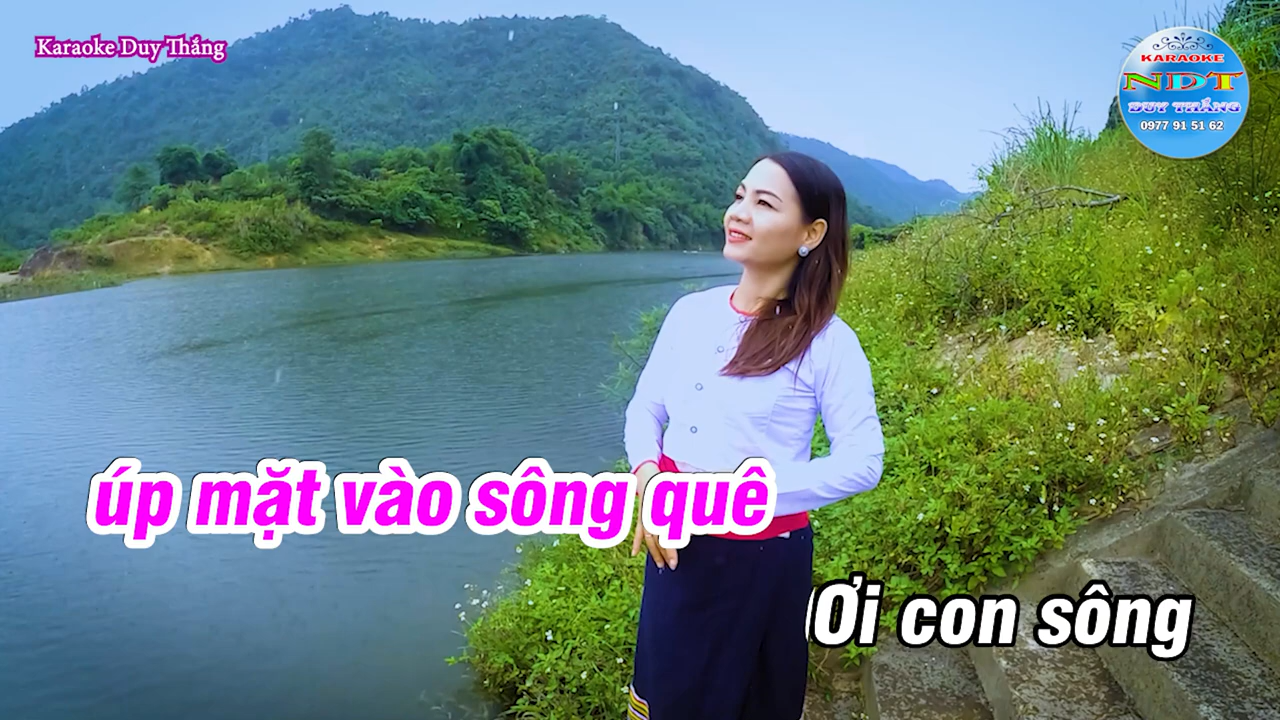 Karaoke Duy Thắng
KARAOKE
NDT
DUY THẮNG
0977 91 51 62
úp mặt vào sông quê
Ơi con sông